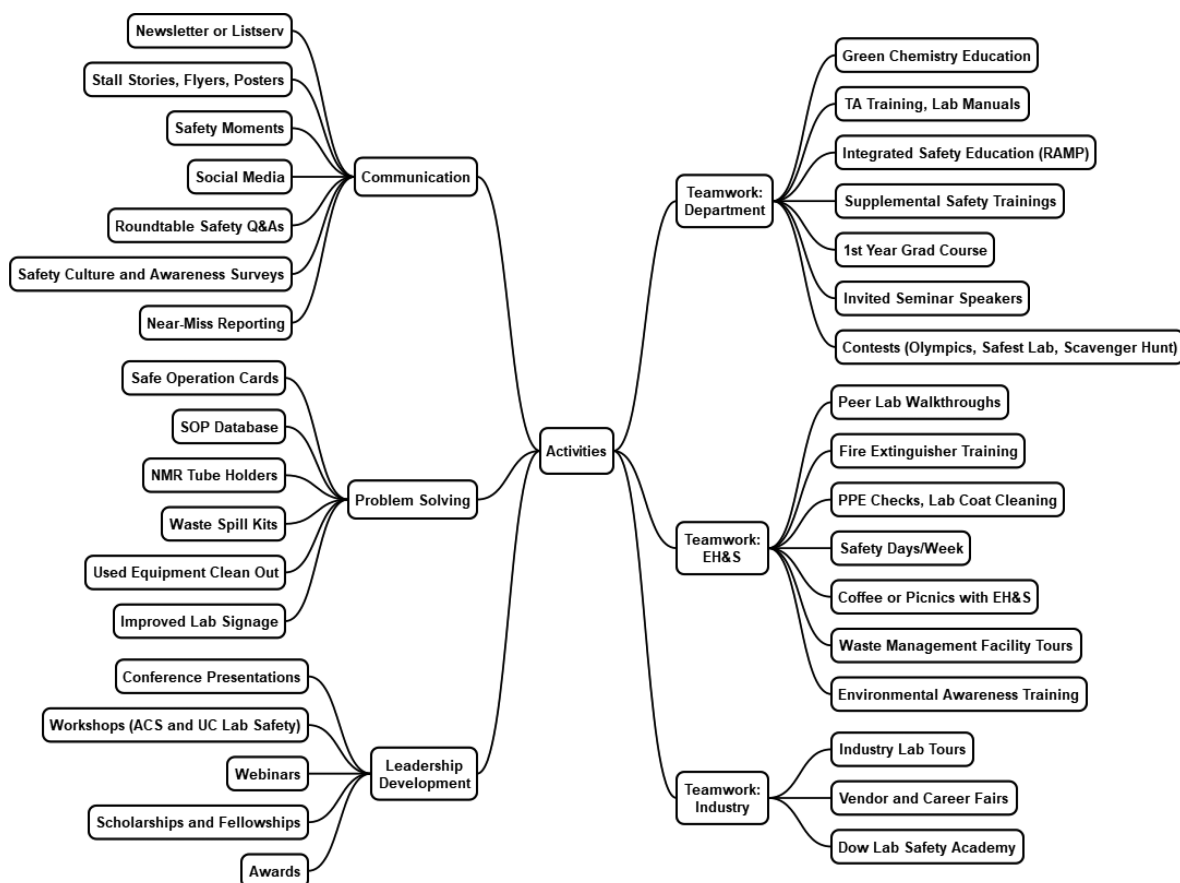 Newsletter or Listserv
Stall Stories, Flyers, Posters
Safety Moments
Social Media
Roundtable Safety Q&As
Safety Culture and Awareness Surveys
Near-Miss Reporting
Communication
Safe Operation Cards
SOP Database
NMR Tube Holders
Waste Spill Kits
Used Equipment Clean Out
Improved Lab Signage
Problem Solving
Conference Presentations
Workshops (ACS and UC Lab Safety)
Webinars
Scholarships and Fellowships
Awards
Leadership
Development
Activities
Teamwork:
Department
Green Chemistry Education
TA Training, Lab Manuals
Integrated Safety Education (RAMP)
Supplemental Safety Trainings
1st Year Grad Course
Invited Seminar Speakers
Contests (Olympics, Safest Lab, Scavenger Hunt)
Teamwork:
EH&S
Peer Lab Walkthroughs
Fire Extinguisher Training
PPE Checks, Lab Coat Cleaning
Safety Days/Week
Coffee or Picnics with EH&S
Waste Management Facility Tours
Environmental Awareness Training
Teamwork:
Industry
Industry Lab Tours
Vendor and Career Fairs
Dow Lab Safety Academy